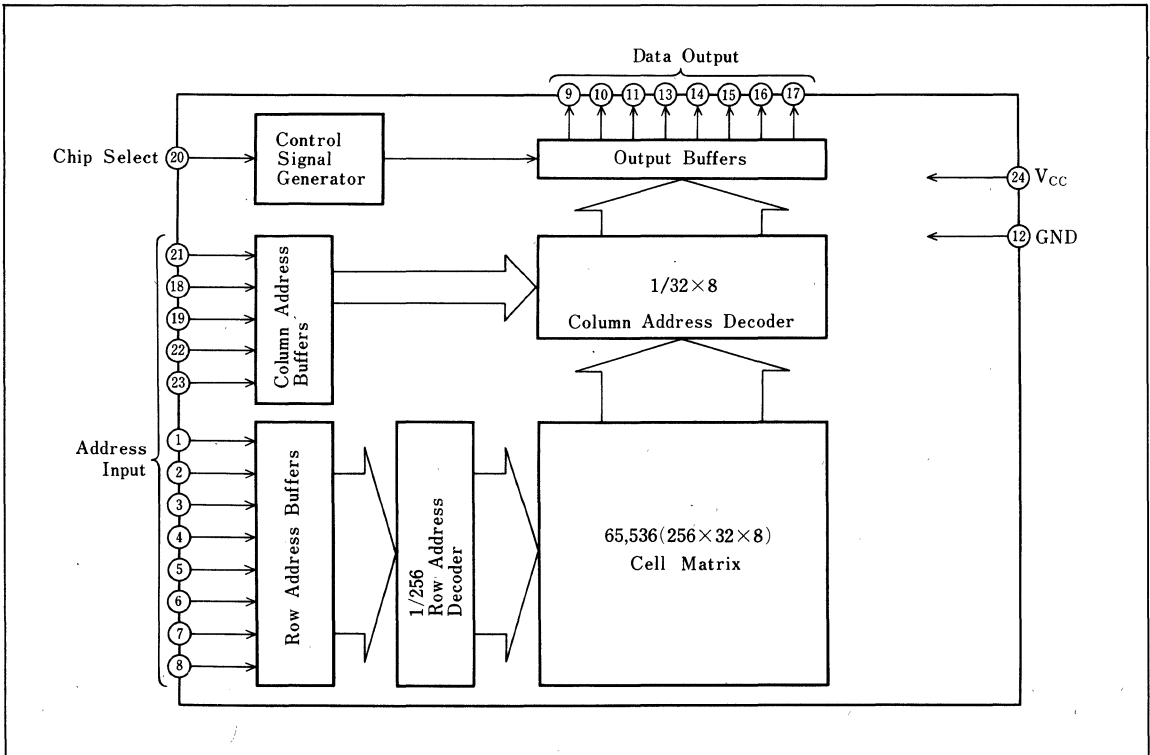 Data Output
9 10 11 13 14 15 16 17
Chip Select
20
Control
Signal
Generator
Output Buffers
24
V_CC
12
GND
21
18
19
22
23
Column Address
Buffers
1/32×8
Column Address Decoder
Address
Input
1
2
3
4
5
6
7
8
Row Address Buffers
1/256
Row Address
Decoder
65,536(256×32×8)
Cell Matrix